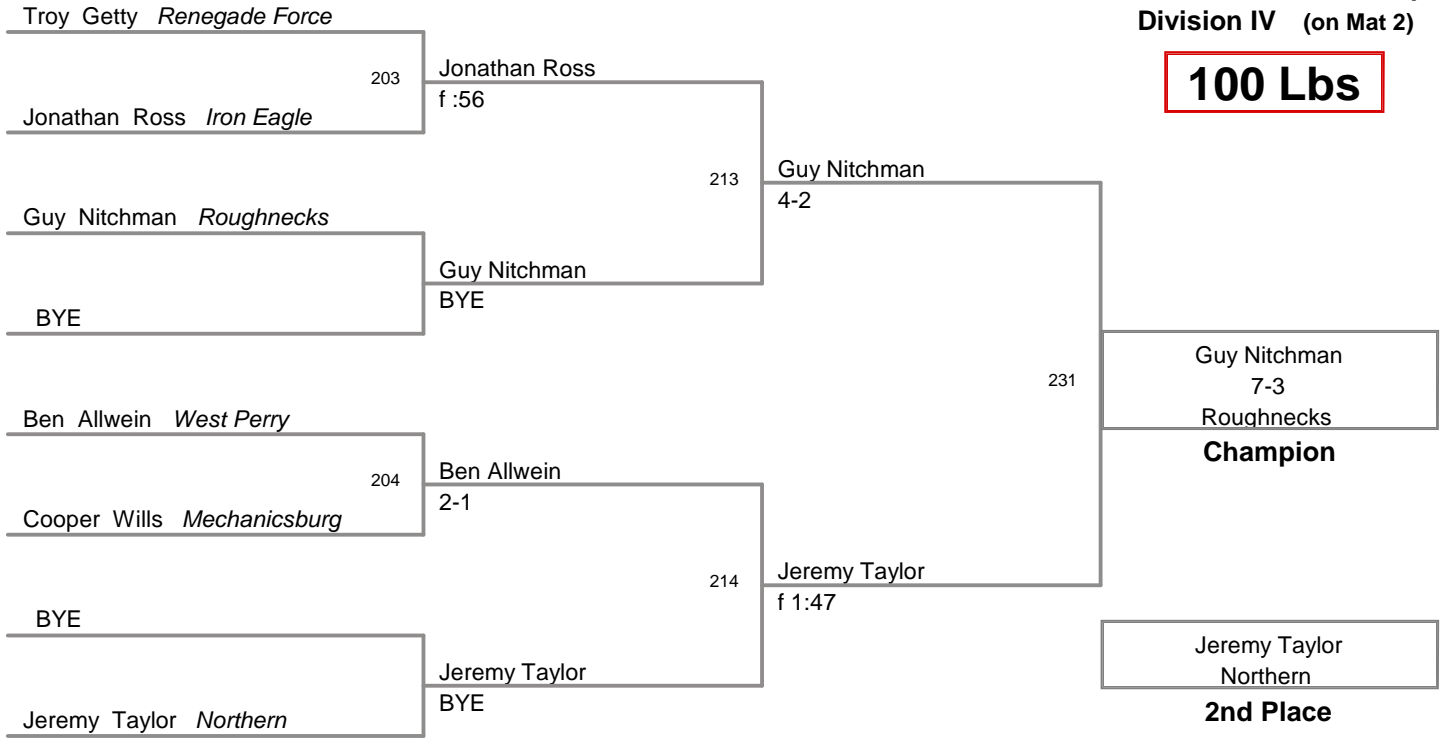 Division IV (on Mat 2)
100 Lbs
Troy Getty Renegade Force
203
Jonathan Ross
f :56
Jonathan Ross Iron Eagle
213
Guy Nitchman
4-2
Guy Nitchman Roughnecks
Guy Nitchman
BYE
BYE
231
Guy Nitchman
7-3
Roughnecks
Champion
Ben Allwein West Perry
204
Ben Allwein
2-1
Cooper Wills Mechanicsburg
214
Jeremy Taylor
f 1:47
BYE
Jeremy Taylor
BYE
Jeremy Taylor Northern
Jeremy Taylor
Northern
2nd Place